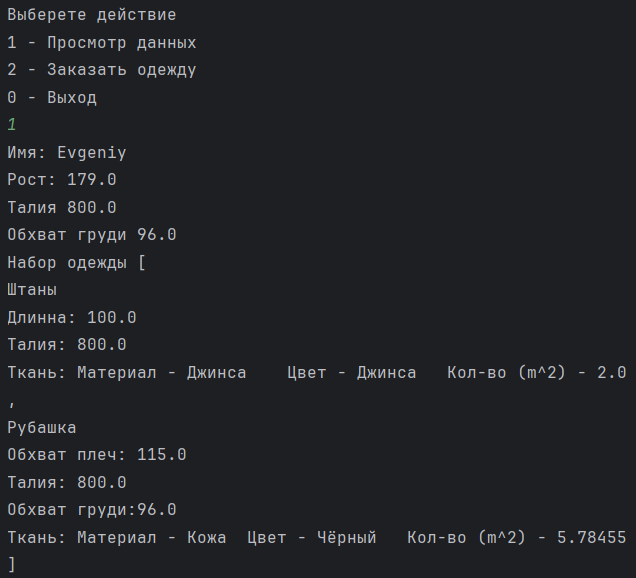 Выберете действие
1 - Просмотр данных
2 - Заказать одежду
0 - Выход
1
Имя: Evgeniy
Рост: 179.0
Талия 800.0
Обхват груди 96.0
Набор одежды [
Штаны
Длинна: 100.0
Талия: 800.0
Ткань: Материал - Джинса    Цвет - Джинса   Кол-во (m^2) - 2.0
,
Рубашка
Обхват плеч: 115.0
Талия: 800.0
Обхват груди:96.0
Ткань: Материал - Кожа  Цвет - Чёрный   Кол-во (m^2) - 5.78455
]